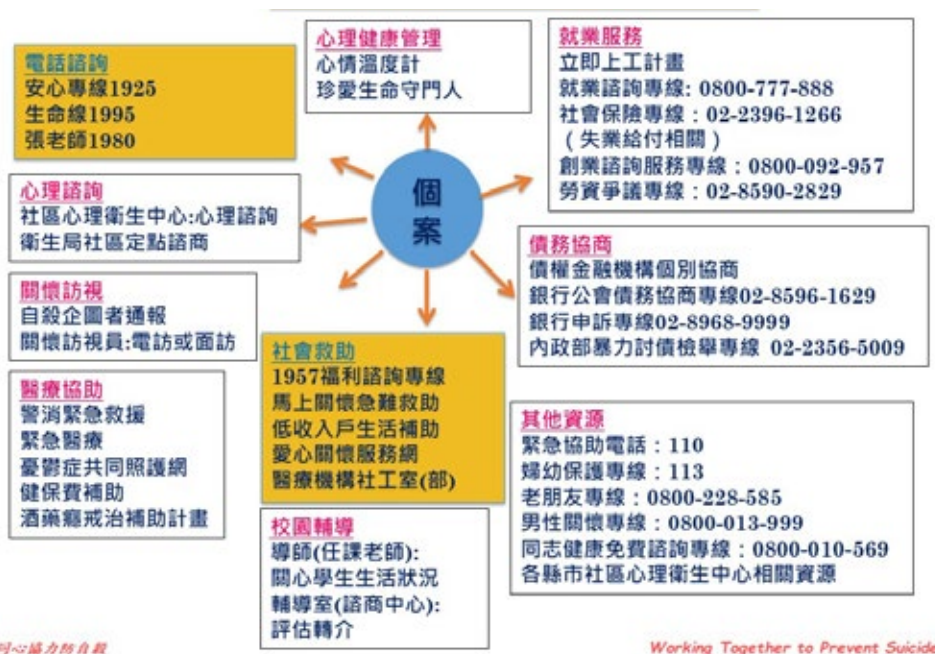 電話諮詢
安心專線1925
生命線1995
張老師1980
心理健康管理
心情溫度計
珍愛生命守門人
就業服務
立即上工計畫
就業諮詢專線: 0800-777-888
社會保險專線：02-2396-1266
（失業給付相關）
創業諮詢服務專線：0800-092-957
勞資爭議專線：02-8590-2829
個案
心理諮詢
社區心理衛生中心:心理諮詢
衛生局社區定點諮商
債務協商
債權金融機構個別協商
銀行公會債務協商專線02-8596-1629
銀行申訴專線02-8968-9999
內政部暴力討債檢舉專線 02-2356-5009
關懷訪視
自殺企圖者通報
關懷訪視員:電訪或面訪
社會救助
1957福利諮詢專線
馬上關懷急難救助
低收入戶生活補助
愛心關懷服務網
醫療機構社工室(部)
醫療協助
警消緊急救援
緊急醫療
憂鬱症共同照護網
健保費補助
酒藥癮戒治補助計畫
其他資源
緊急協助電話：110
婦幼保護專線：113
老朋友專線：0800-228-585
男性關懷專線：0800-013-999
同志健康免費諮詢專線：0800-010-569
各縣市社區心理衛生中心相關資源
校園輔導
導師(任課老師):
關心學生生活狀況
輔導室(諮商中心):
評估轉介
同心協力防自殺
Working Together to Prevent Suicide